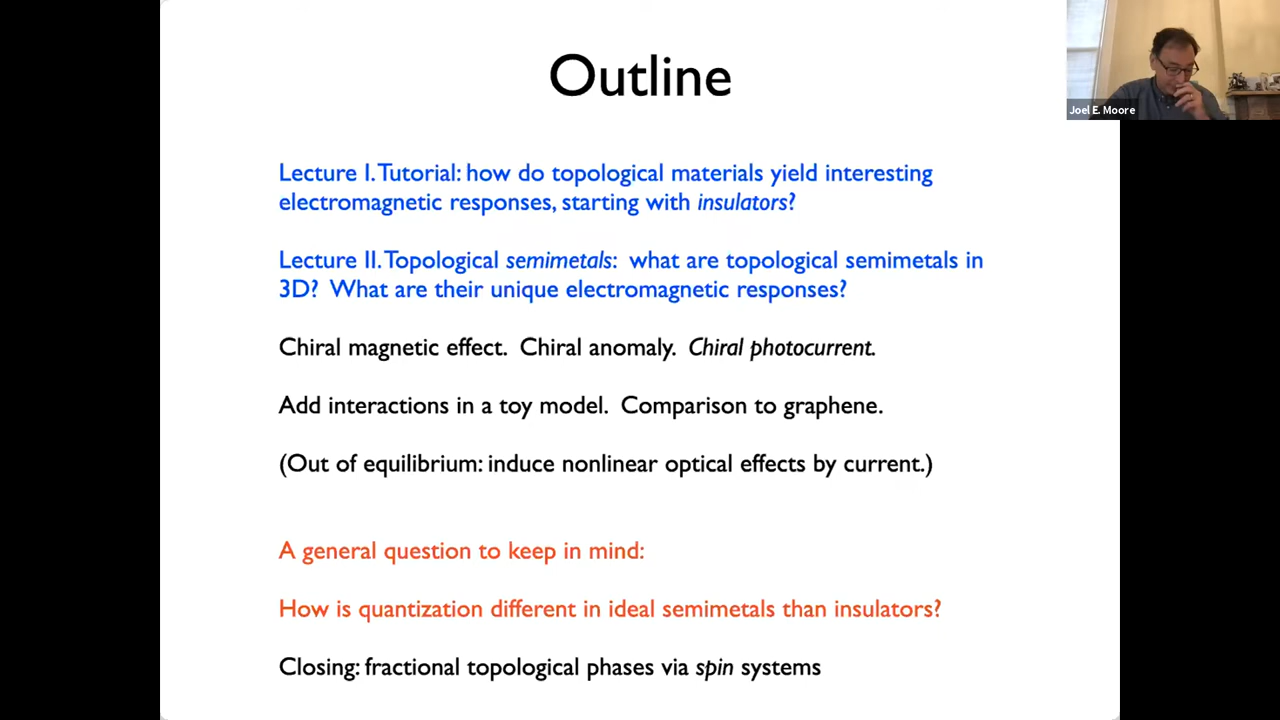 Outline
Joel E. Moore
Lecture I. Tutorial: how do topological materials yield interesting
electromagnetic responses, starting with insulators?
Lecture II. Topological semimetals: what are topological semimetals in
3D? What are their unique electromagnetic responses?
Chiral magnetic effect. Chiral anomaly. Chiral photocurrent.
Add interactions in a toy model. Comparison to graphene.
(Out of equilibrium: induce nonlinear optical effects by current.)
A general question to keep in mind:
How is quantization different in ideal semimetals than insulators?
Closing: fractional topological phases via spin systems